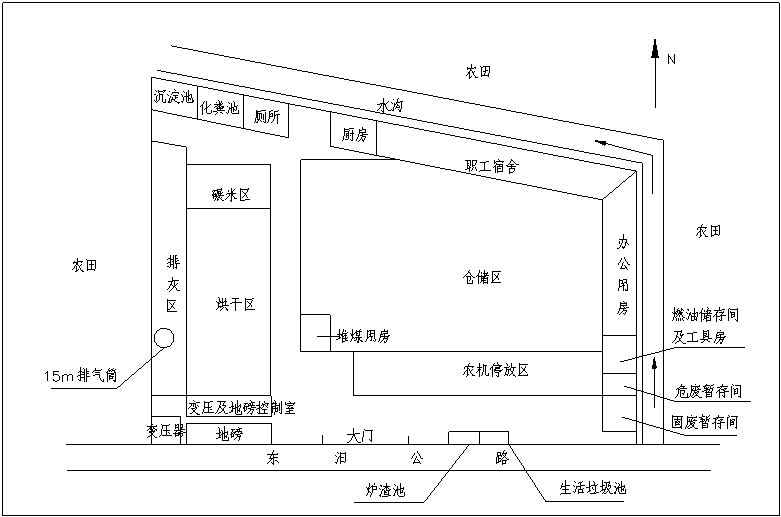 农田
N
沉淀池
化粪池
厕所
水沟
厨房
职工宿舍
碾米区
农田
办公用房
农田
排灰区
仓储区
烘干区
燃油储存间
及工具房
堆煤用房
15m排气筒
农机停放区
危废暂存间
变压及地磅控制室
固废暂存间
变压器
地磅
大门
东汨公路
炉渣池
生活垃圾池